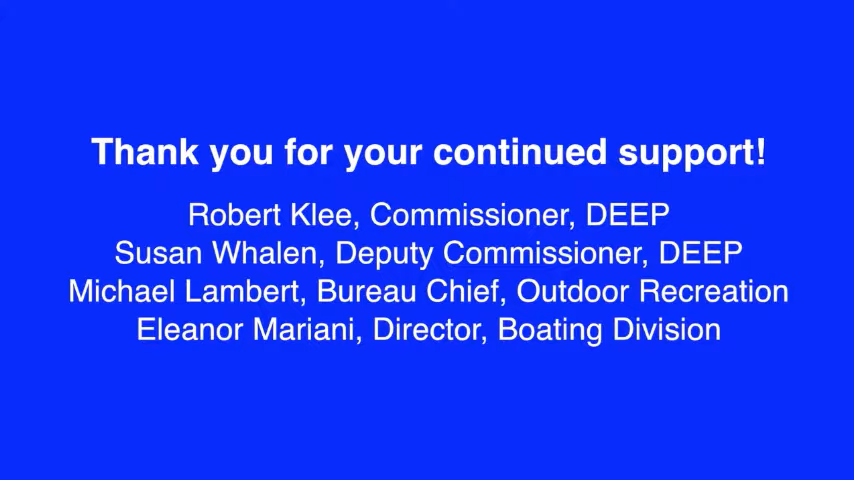 Thank you for your continued support!
Robert Klee, Commissioner, DEEP
Susan Whalen, Deputy Commissioner, DEEP
Michael Lambert, Bureau Chief, Outdoor Recreation
Eleanor Mariani, Director, Boating Division